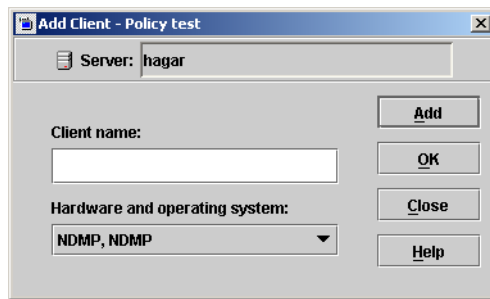 Add Client - Policy test
Server: hagar
Add
Client name:
OK
Hardware and operating system:
Close
NDMP, NDMP
Help